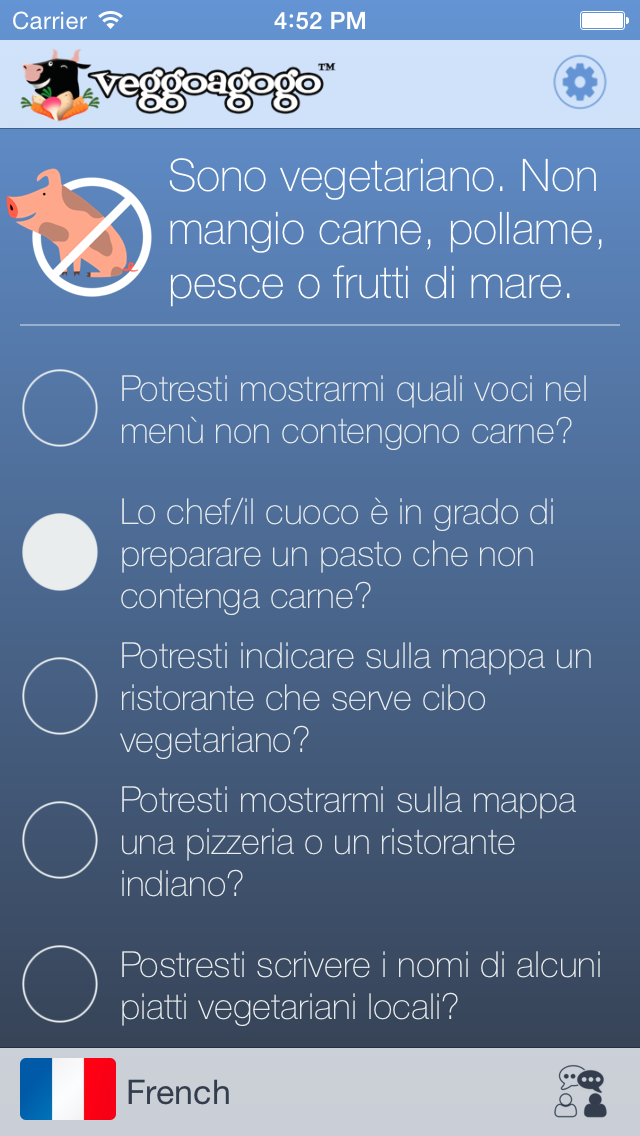 Carrier
4:52 PM
veggoagogo™
Sono vegetariano. Non
mangio carne, pollame,
pesce o frutti di mare.
Potresti mostrarmi quali voci nel
menù non contengono carne?
Lo chef/il cuoco è in grado di
preparare un pasto che non
contenga carne?
Potresti indicare sulla mappa un
ristorante che serve cibo
vegetariano?
Potresti mostrarmi sulla mappa
una pizzeria o un ristorante
indiano?
Postresti scrivere i nomi di alcuni
piatti vegetariani locali?
French